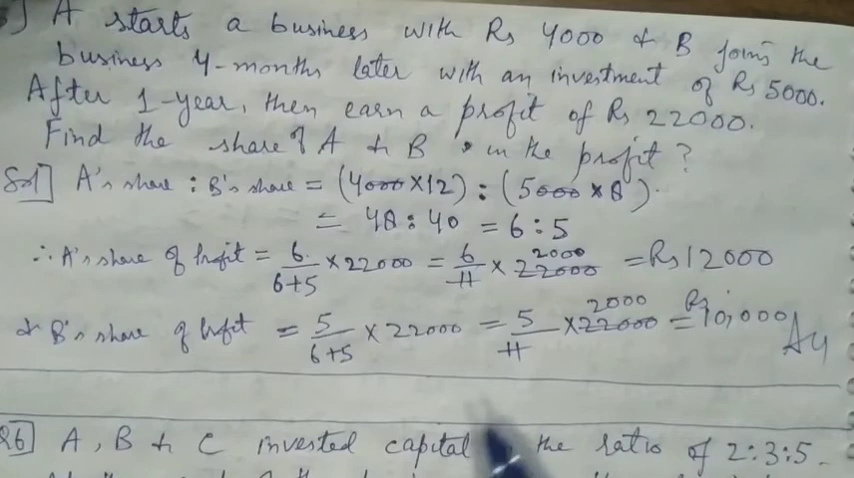 ] A starts a business with Rs 4000 & B joins the
business 4-months later with an investment of Rs 5000.
After 1-year, then earn a profit of Rs 22000.
Find the share of A & B in the profit?
Sol] A's share : B's share = (4000×12) : (5000×8).
= 48 : 40 = 6:5
∴ A's share of profit = 6/6+5 × 22000 = 6/11 × 22000 2000 = Rs 12000
& B's share of profit = 5/6+5 × 22000 = 5/11 × 22000 2000 = Rs 10,000 Ay
Q6] A, B & C invested capital the ratio of 2:3:5.